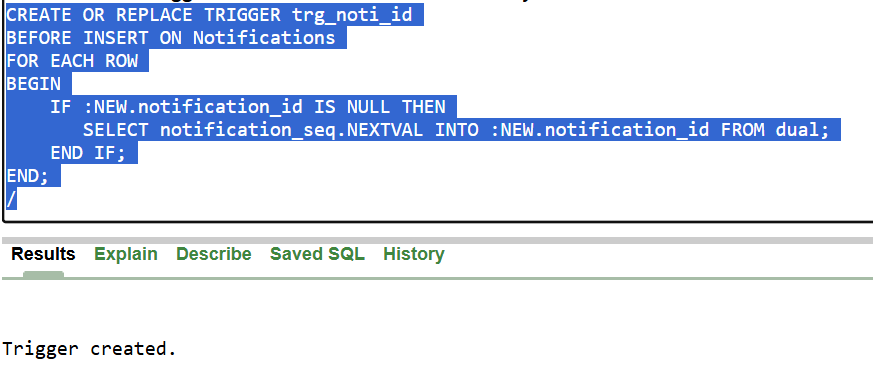 CREATE OR REPLACE TRIGGER trg_noti_id
BEFORE INSERT ON Notifications
FOR EACH ROW
BEGIN
    IF :NEW.notification_id IS NULL THEN
       SELECT notification_seq.NEXTVAL INTO :NEW.notification_id FROM dual;
    END IF;
END;
/
Results Explain Describe Saved SQL History
Trigger created.